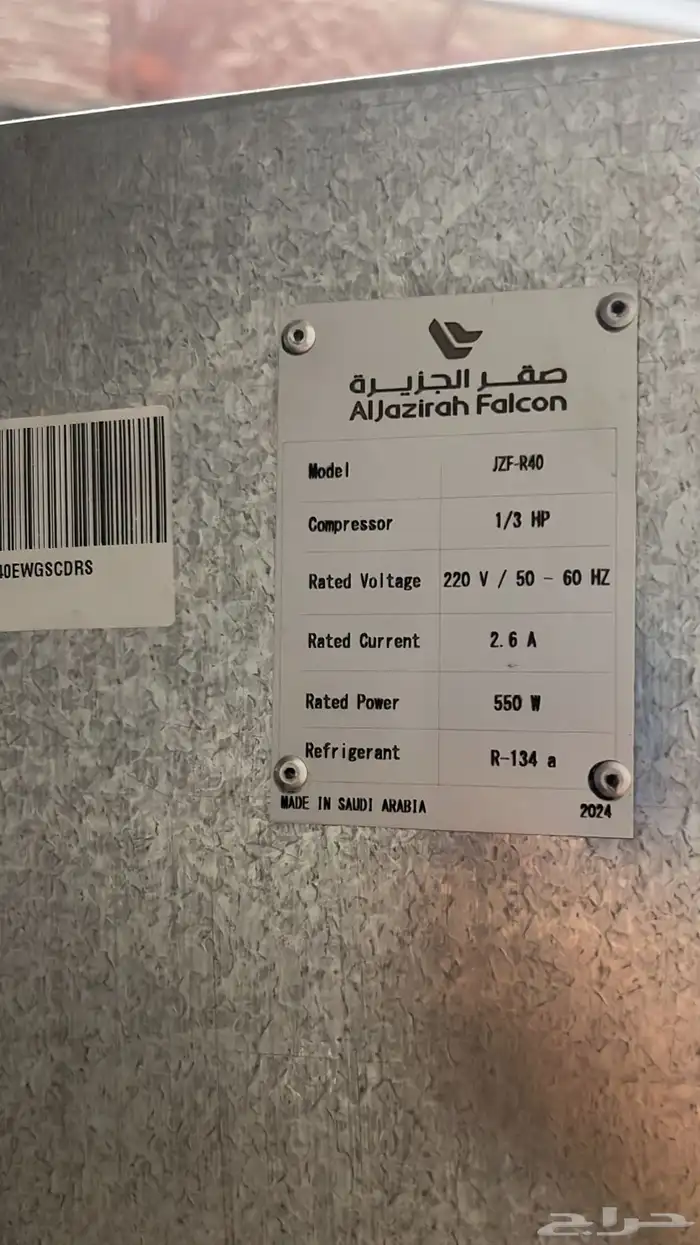 صقر الجزيرة
AlJazirah Falcon
Model JZF-R40
Compressor 1/3 HP
Rated Voltage 220 V / 50 - 60 HZ
Rated Current 2.6 A
Rated Power 550 W
Refrigerant R-134 a
MADE IN SAUDI ARABIA 2024
40EWGSCDRS
حراج